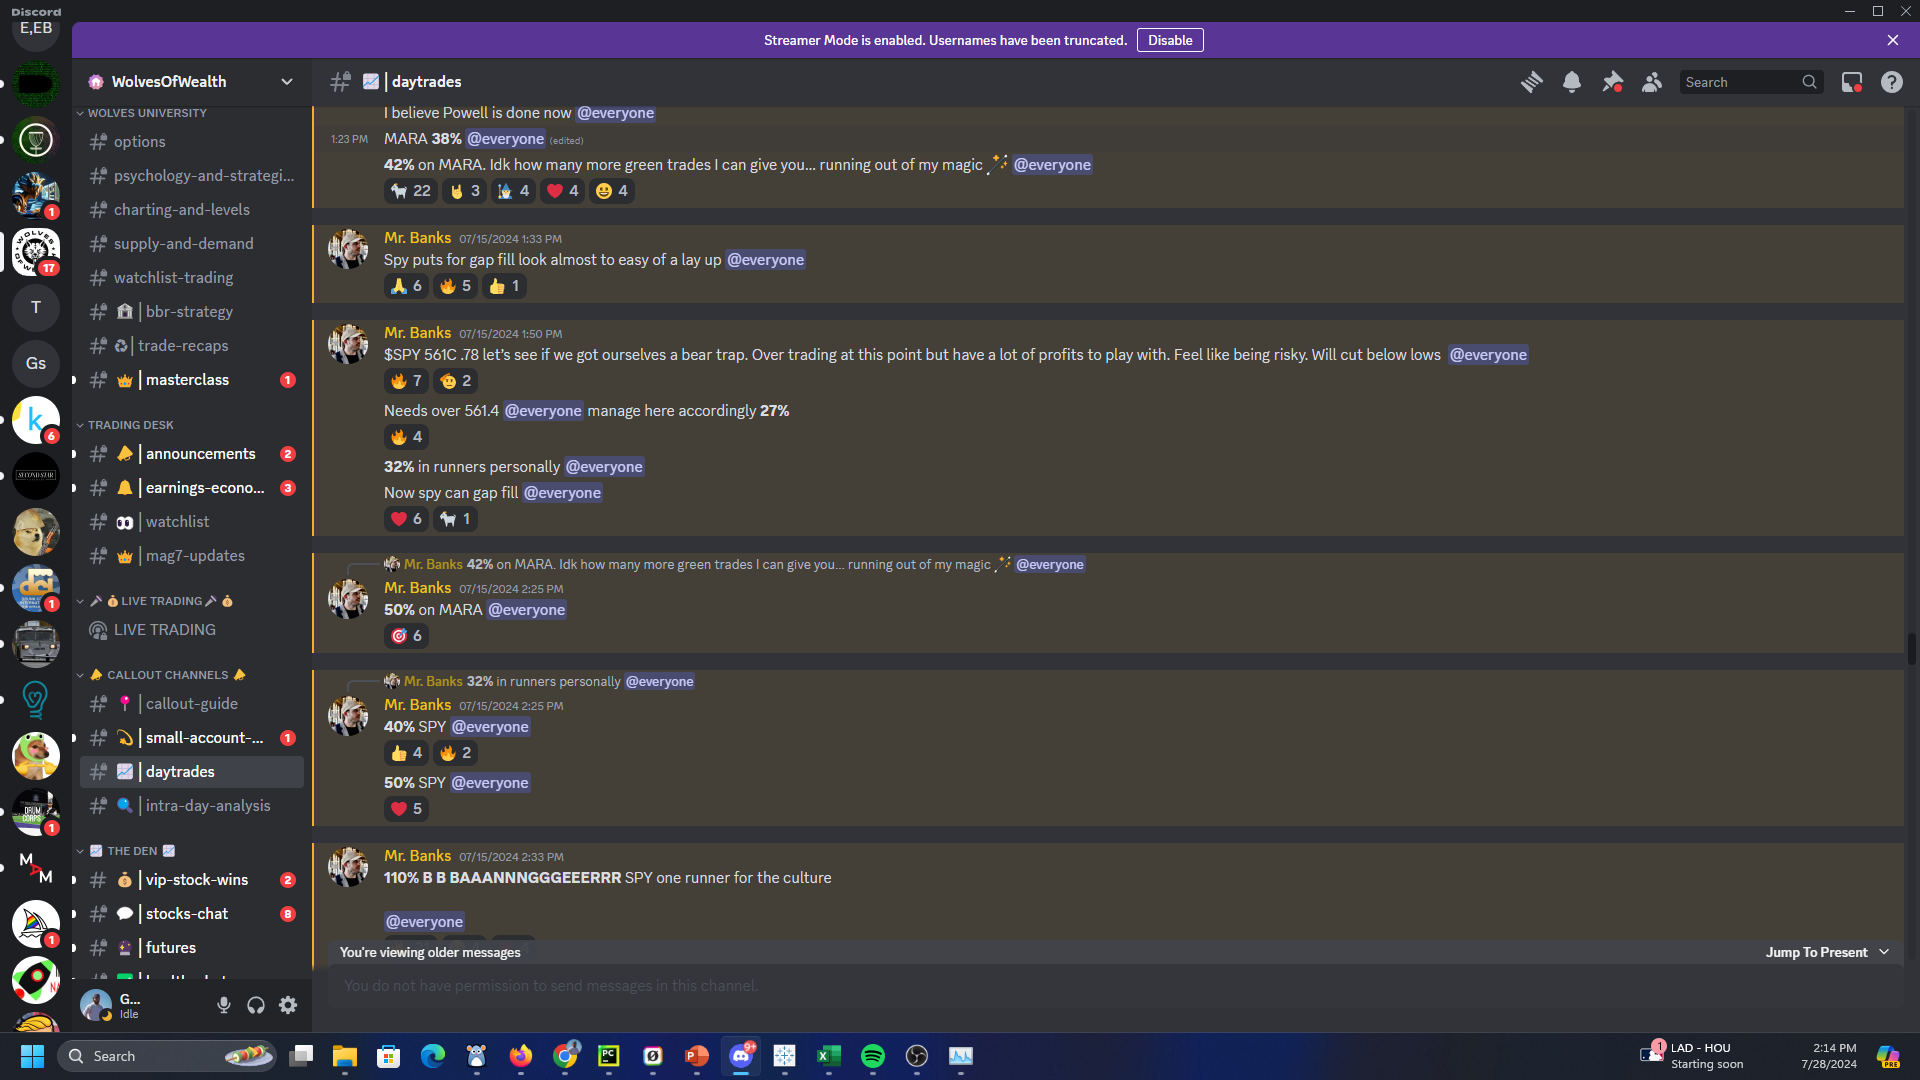 Discord
E,EB
Streamer Mode is enabled. Usernames have been truncated.
Disable
WolvesOfWealth
| daytrades
Search
WOLVES UNIVERSITY
options
psychology-and-strategi...
charting-and-levels
supply-and-demand
watchlist-trading
| bbr-strategy
| trade-recaps
| masterclass
1
TRADING DESK
| announcements
2
| earnings-econo...
3
| watchlist
| mag7-updates
LIVE TRADING
LIVE TRADING
CALLOUT CHANNELS
| callout-guide
| small-account-...
1
| daytrades
| intra-day-analysis
THE DEN
| vip-stock-wins
2
| stocks-chat
8
| futures
G...
Idle
1
WOLVES
17
T
Gs
k
6
SECOND STAR
dci
1
DRUM CORPS
1
M A M
1
I believe Powell is done now @everyone
1:23 PM
MARA 38% @everyone (edited)
42% on MARA. Idk how many more green trades I can give you... running out of my magic @everyone
22 3 4 4 4
Mr. Banks 07/15/2024 1:33 PM
Spy puts for gap fill look almost to easy of a lay up @everyone
6 5 1
Mr. Banks 07/15/2024 1:50 PM
$SPY 561C .78 let's see if we got ourselves a bear trap. Over trading at this point but have a lot of profits to play with. Feel like being risky. Will cut below lows @everyone
7 2
Needs over 561.4 @everyone manage here accordingly 27%
4
32% in runners personally @everyone
Now spy can gap fill @everyone
6 1
Mr. Banks 42% on MARA. Idk how many more green trades I can give you... running out of my magic @everyone
Mr. Banks 07/15/2024 2:25 PM
50% on MARA @everyone
6
Mr. Banks 32% in runners personally @everyone
Mr. Banks 07/15/2024 2:25 PM
40% SPY @everyone
4 2
50% SPY @everyone
5
Mr. Banks 07/15/2024 2:33 PM
110% B B BAAANNNGGGEEERRR SPY one runner for the culture
@everyone
You're viewing older messages
Jump To Present
You do not have permission to send messages in this channel.
Search
PC
9+
1
LAD - HOU
Starting soon
2:14 PM
7/28/2024
PRE